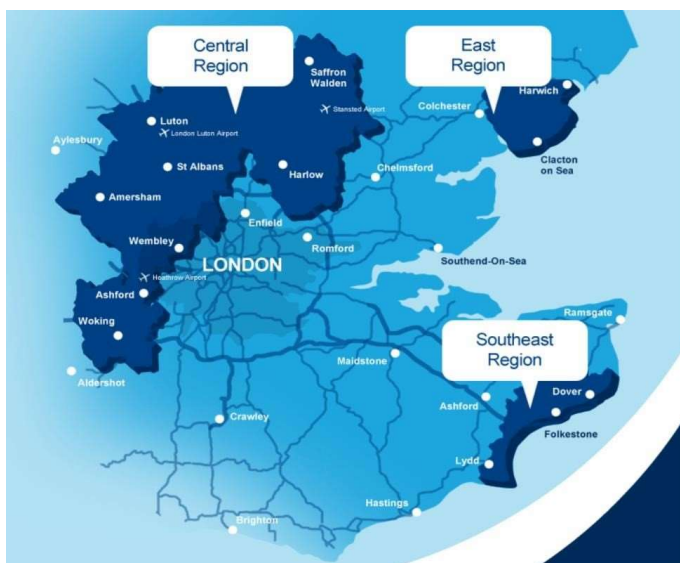 Central
Region
East
Region
Saffron
Walden
Harwich
Stansted Airport
Colchester
Luton
London Luton Airport
Aylesbury
Clacton
on Sea
St Albans
Harlow
Chelmsford
Amersham
Enfield
Wembley
Romford
Southend-On-Sea
LONDON
Heathrow Airport
Ashford
Woking
Ramsgate
Southeast
Region
Maidstone
Aldershot
Dover
Ashford
Crawley
Folkestone
Lydd
Hastings
Brighton